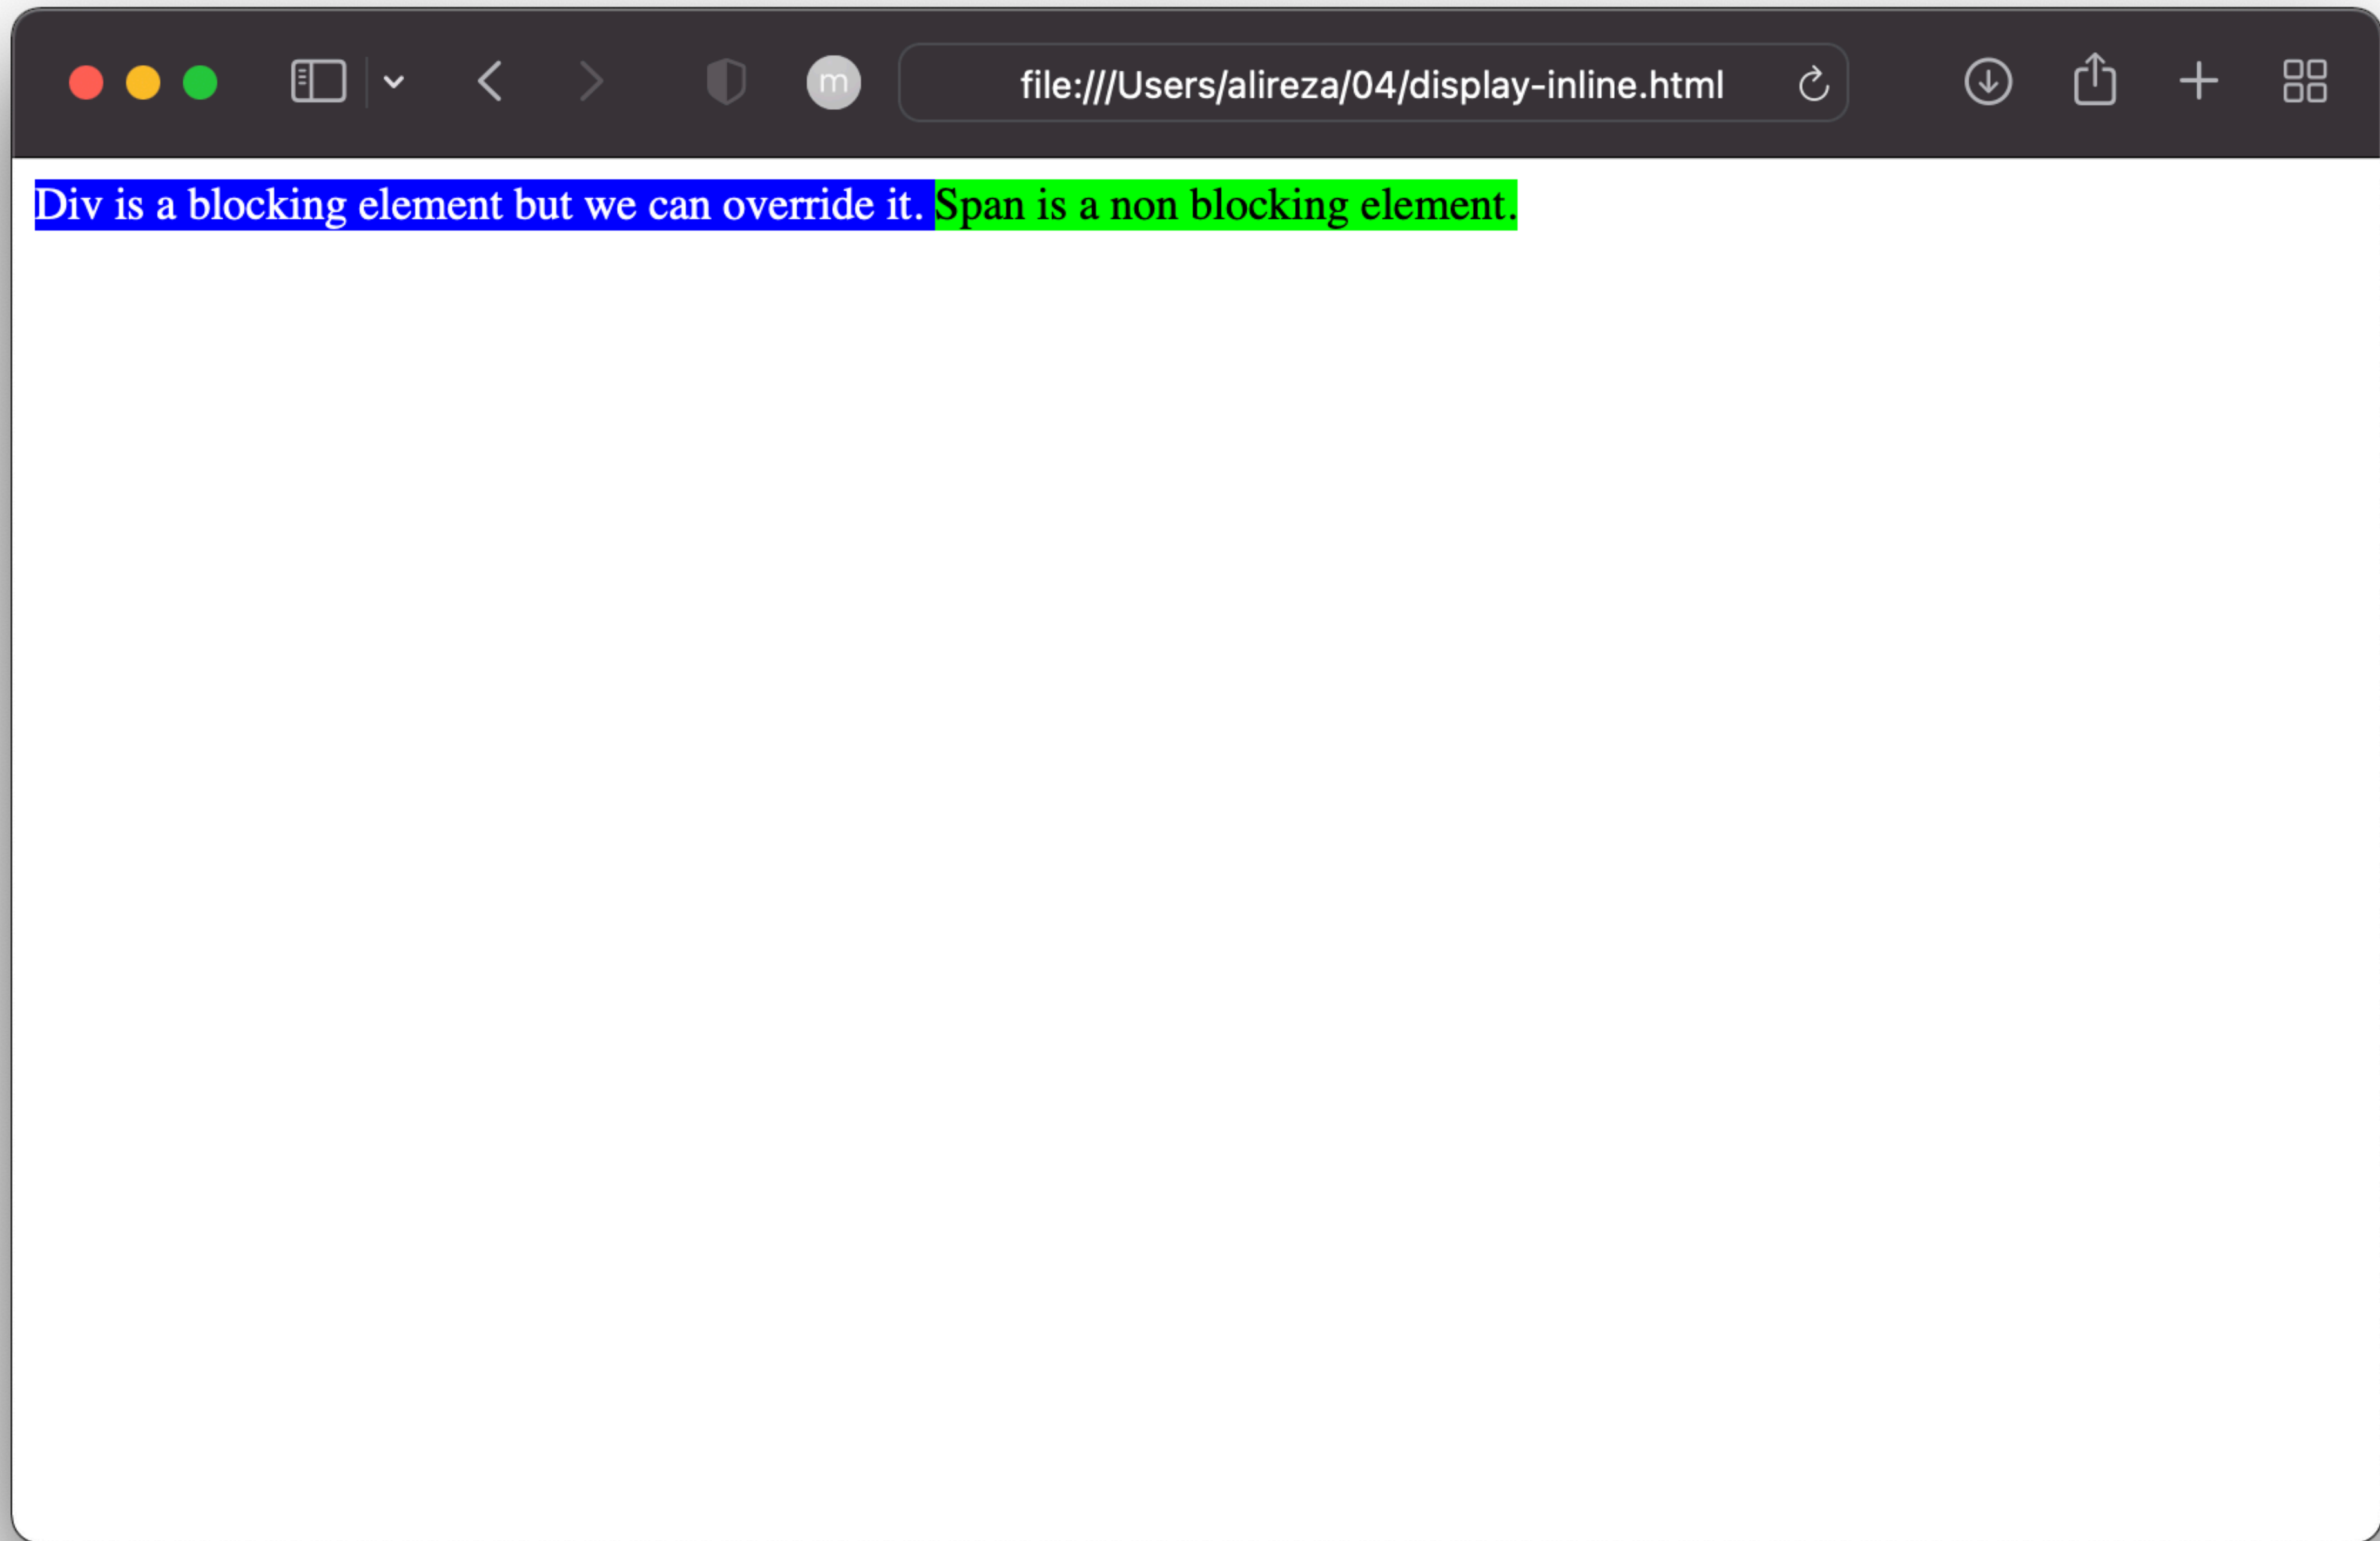 m
file:///Users/alireza/04/display-inline.html
Div is a blocking element but we can override it. Span is a non blocking element.